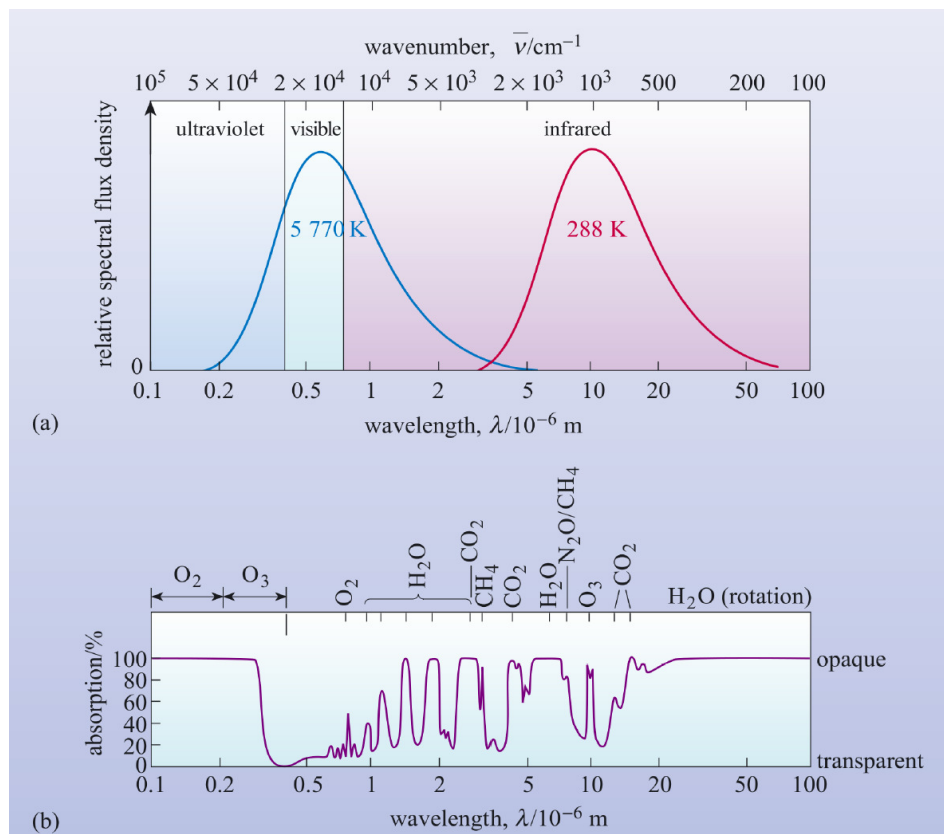 wavenumber, ν̅/cm⁻¹
10⁵ 5 × 10⁴ 2 × 10⁴ 10⁴ 5 × 10³ 2 × 10³ 10³ 500 200 100
ultraviolet visible infrared
relative spectral flux density
5 770 K 288 K
0
0.1 0.2 0.5 1 2 5 10 20 100
wavelength, λ/10⁻⁶ m
(a)
O₂ O₃ O₂ H₂O CO₂ CH₄ CO₂ H₂O N₂O/CH₄ O₃ CO₂ H₂O (rotation)
absorption/%
100 opaque
80
60
40
20
0 transparent
0.1 0.2 0.5 1 2 5 10 20 100
wavelength, λ/10⁻⁶ m
(b)